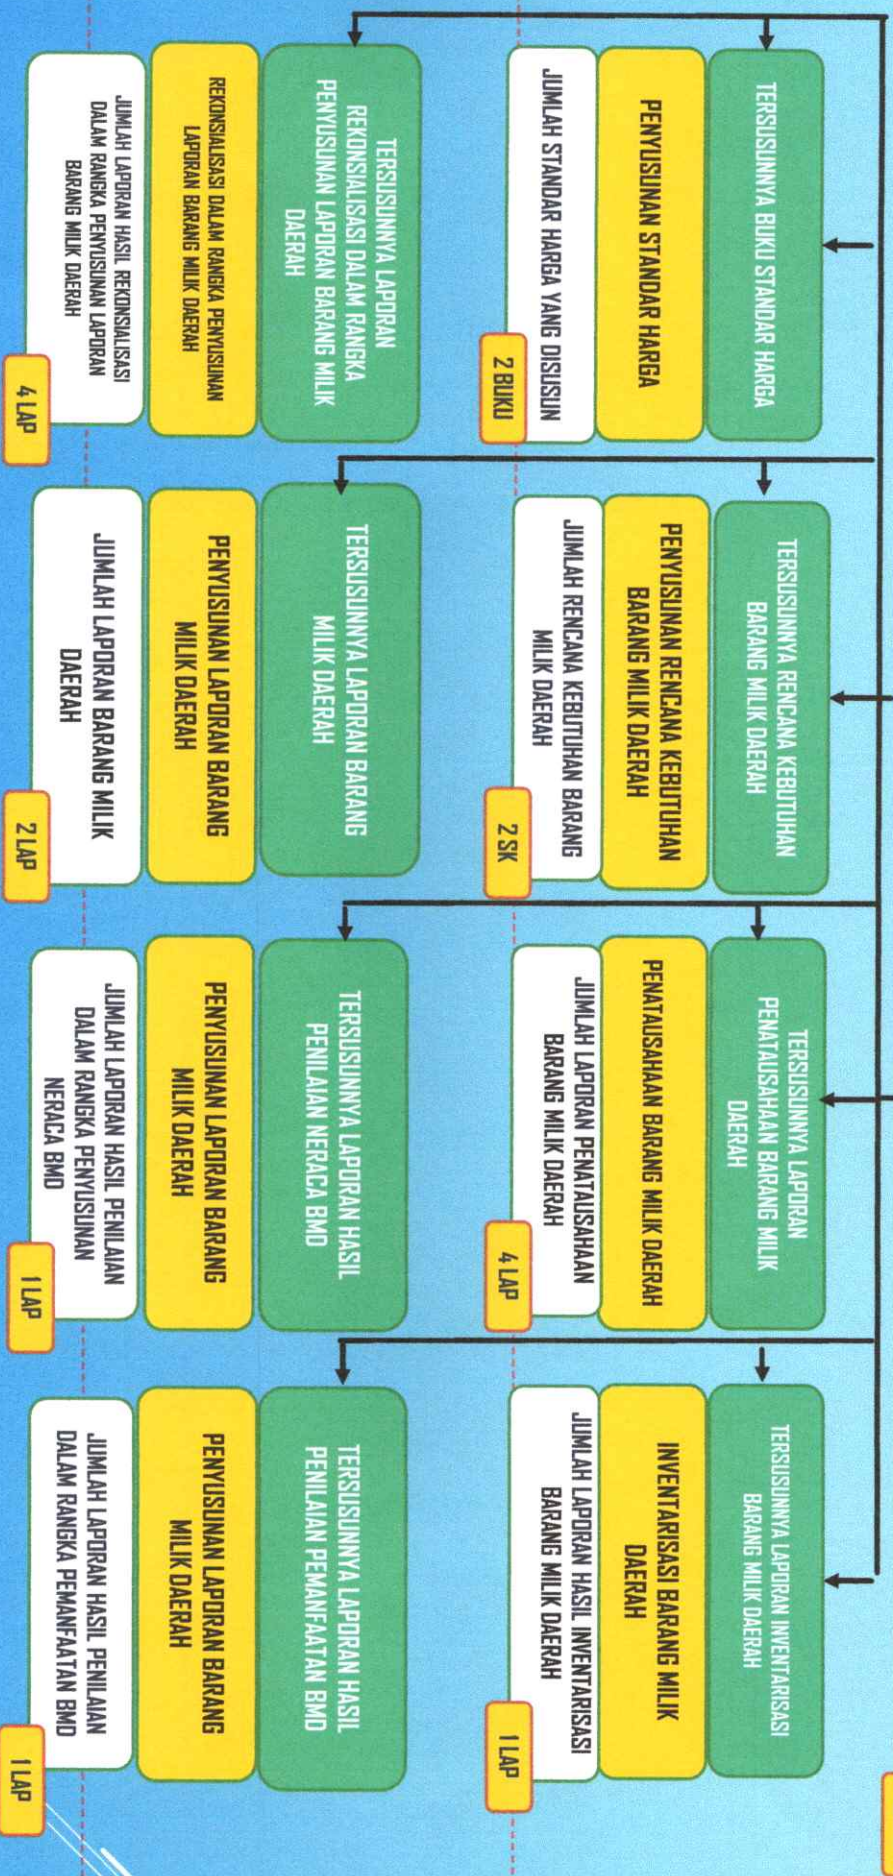 TERSUSUNNYA BUKU STANDAR HARGA
PENYUSUNAN STANDAR HARGA
JUMLAH STANDAR HARGA YANG DISUSUN
2 BUKU
TERSUSUNNYA RENCANA KEBUTUHAN
BARANG MILIK DAERAH
PENYUSUNAN RENCANA KEBUTUHAN
BARANG MILIK DAERAH
JUMLAH RENCANA KEBUTUHAN BARANG
MILIK DAERAH
2 SK
TERSUSUNNYA LAPORAN
PENATAUSAHAAN BARANG MILIK
DAERAH
PENATAUSAHAAN BARANG MILIK DAERAH
JUMLAH LAPORAN PENATAUSAHAAN
BARANG MILIK DAERAH
4 LAP
TERSUSUNNYA LAPORAN INVENTARISASI
BARANG MILIK DAERAH
INVENTARISASI BARANG MILIK
DAERAH
JUMLAH LAPORAN HASIL INVENTARISASI
BARANG MILIK DAERAH
1 LAP
TERSUSUNNYA LAPORAN
REKONSIALISASI DALAM RANGKA
PENYUSUNAN LAPORAN BARANG MILIK
DAERAH
REKONSIALISASI DALAM RANGKA PENYUSUNAN
LAPORAN BARANG MILIK DAERAH
JUMLAH LAPORAN HASIL REKONSIALISASI
DALAM RANGKA PENYUSUNAN LAPORAN
BARANG MILIK DAERAH
4 LAP
TERSUSUNNYA LAPORAN BARANG
MILIK DAERAH
PENYUSUNAN LAPORAN BARANG
MILIK DAERAH
JUMLAH LAPORAN BARANG MILIK
DAERAH
2 LAP
TERSUSUNNYA LAPORAN HASIL
PENILAIAN NERACA BMD
PENYUSUNAN LAPORAN BARANG
MILIK DAERAH
JUMLAH LAPORAN HASIL PENILAIAN
DALAM RANGKA PENYUSUNAN
NERACA BMD
1 LAP
TERSUSUNNYA LAPORAN HASIL
PENILAIAN PEMANFAATAN BMD
PENYUSUNAN LAPORAN BARANG
MILIK DAERAH
JUMLAH LAPORAN HASIL PENILAIAN
DALAM RANGKA PEMANFAATAN BMD
1 LAP